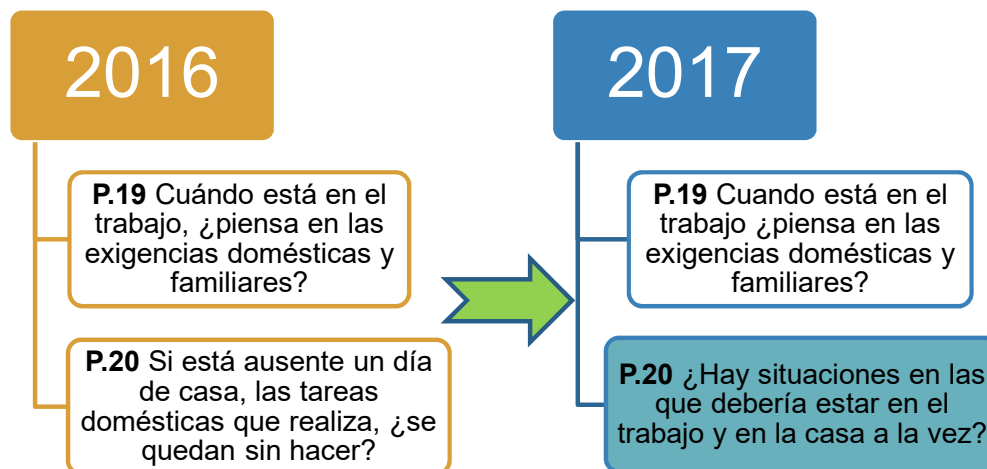 2016
P.19 Cuándo está en el
trabajo, ¿piensa en las
exigencias domésticas y
familiares?
P.20 Si está ausente un día
de casa, las tareas
domésticas que realiza, ¿se
quedan sin hacer?
2017
P.19 Cuando está en el
trabajo ¿piensa en las
exigencias domésticas y
familiares?
P.20 ¿Hay situaciones en las
que debería estar en el
trabajo y en la casa a la vez?